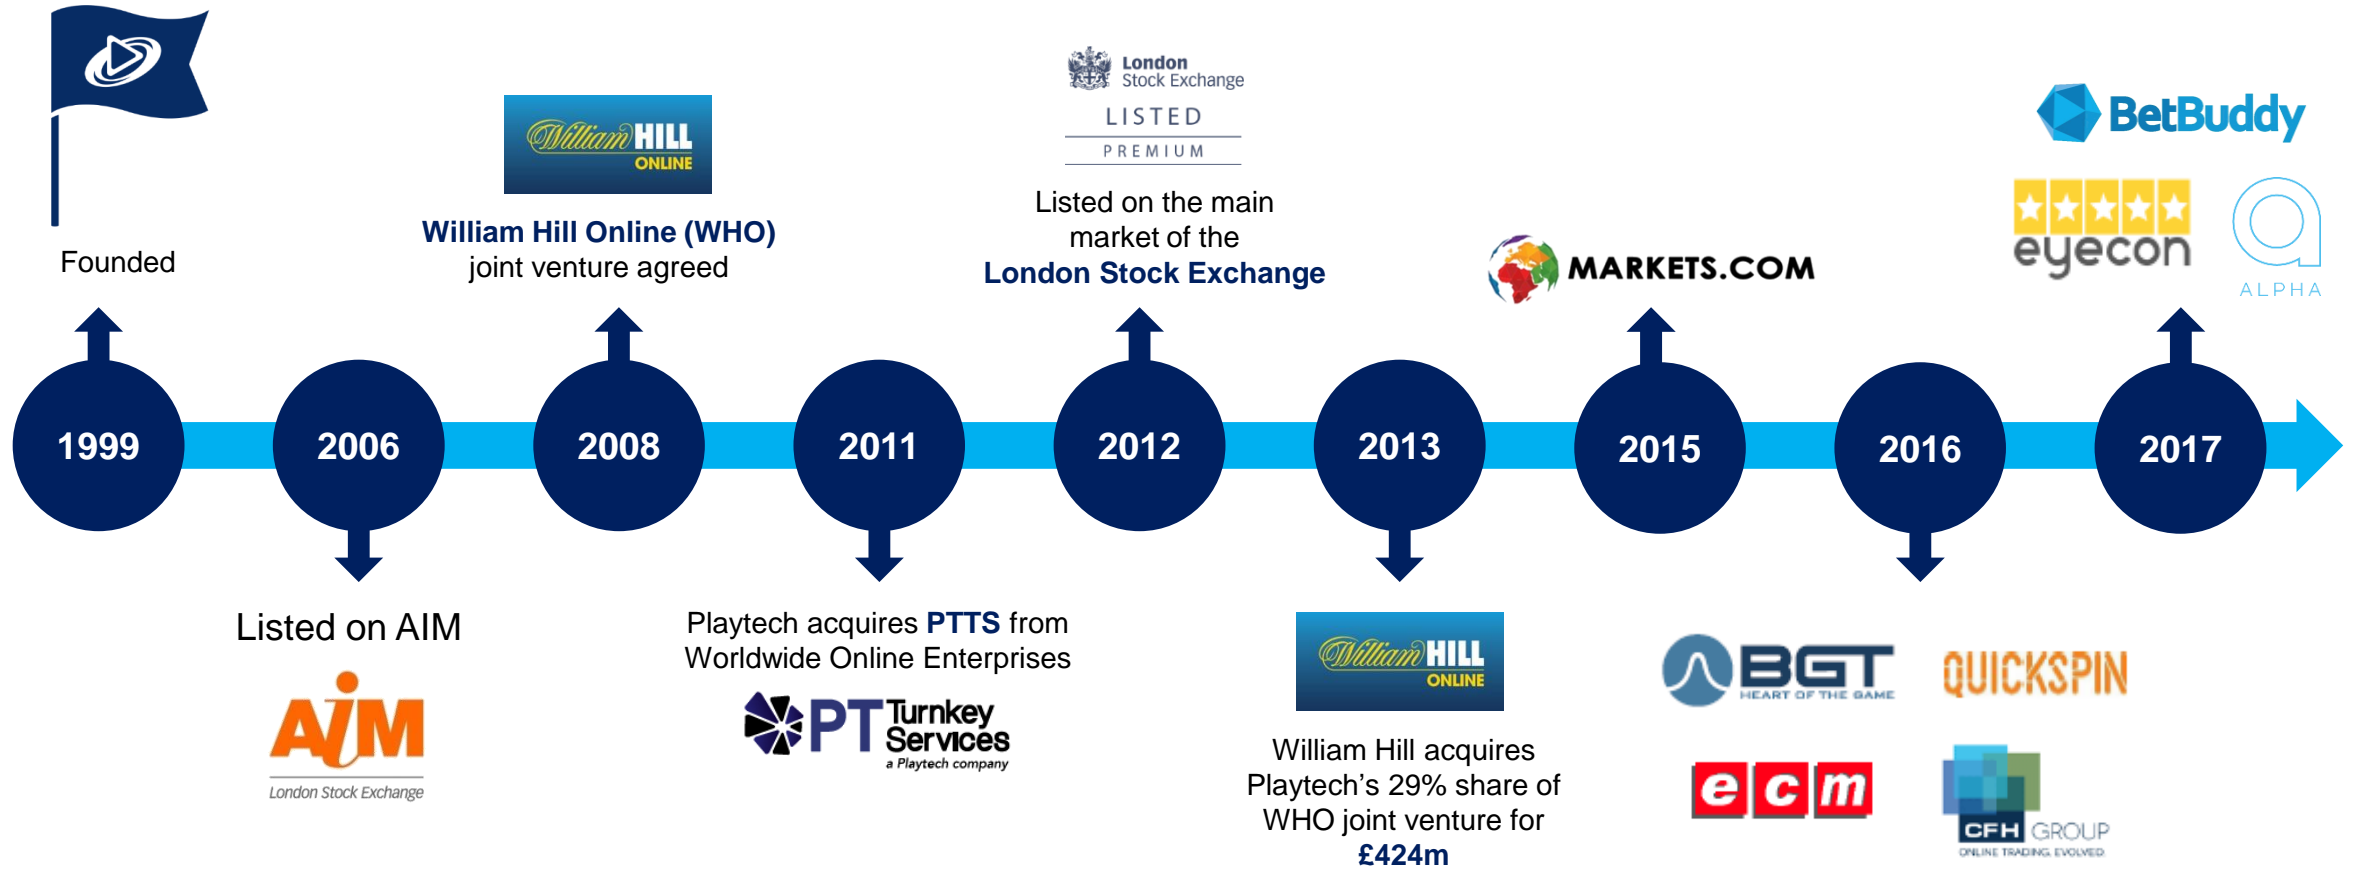 Founded
1999
2006
Listed on AIM
AiM
London Stock Exchange
William HILL
ONLINE
William Hill Online (WHO)
joint venture agreed
2008
2011
Playtech acquires PTTS from
Worldwide Online Enterprises
PT Turnkey
Services
a Playtech company
London
Stock Exchange
LISTED
PREMIUM
Listed on the main
market of the
London Stock Exchange
2012
2013
William HILL
ONLINE
William Hill acquires
Playtech’s 29% share of
WHO joint venture for
£424m
MARKETS.COM
2015
2016
BGT
HEART OF THE GAME
QUICKSPIN
ecm
CFH GROUP
ONLINE TRADING. EVOLVED.
BetBuddy
eyecon
ALPHA
2017